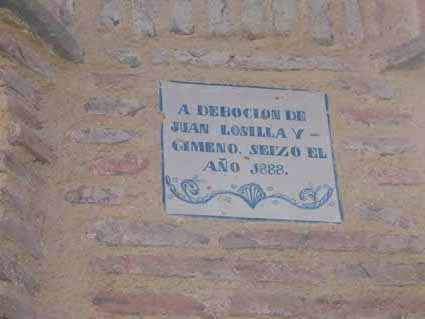 A DEBOCION DE
JUAN LOSILLA Y -
GIMENO. SEIZO EL
AÑO 1888.